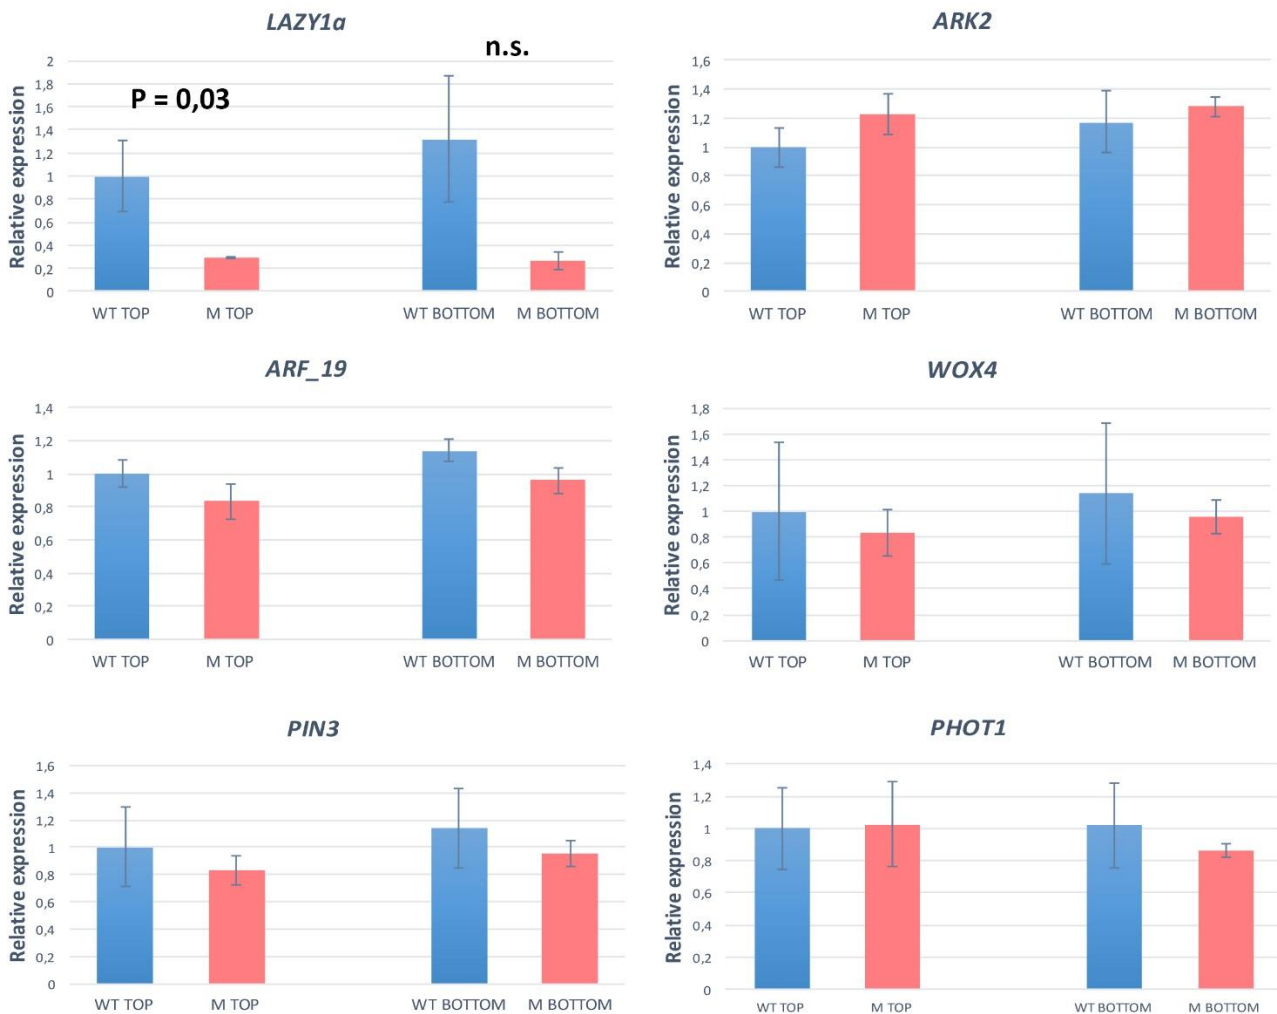 LAZY1a
n.s.
P = 0,03
Relative expression
2
1,8
1,6
1,4
1,2
1
0,8
0,6
0,4
0,2
0
WT TOP M TOP WT BOTTOM M BOTTOM
ARK2
Relative expression
1,6
1,4
1,2
1
0,8
0,6
0,4
0,2
0
WT TOP M TOP WT BOTTOM M BOTTOM
ARF_19
Relative expression
1,4
1,2
1
0,8
0,6
0,4
0,2
0
WT TOP M TOP WT BOTTOM M BOTTOM
WOX4
Relative expression
1,8
1,6
1,4
1,2
1
0,8
0,6
0,4
0,2
0
WT TOP M TOP WT BOTTOM M BOTTOM
PIN3
Relative expression
1,6
1,4
1,2
1
0,8
0,6
0,4
0,2
0
WT TOP M TOP WT BOTTOM M BOTTOM
PHOT1
Relative expression
1,4
1,2
1
0,8
0,6
0,4
0,2
0
WT TOP M TOP WT BOTTOM M BOTTOM